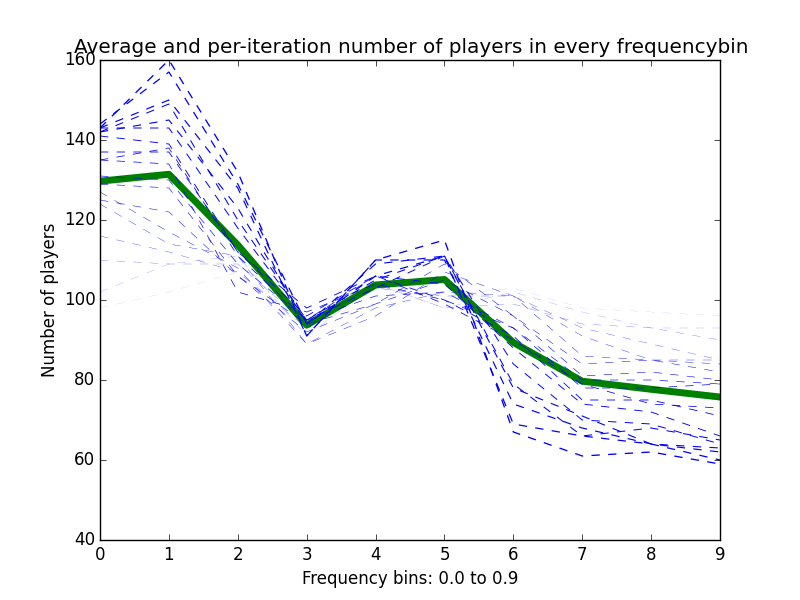 Average and per-iteration number of players in every frequencybin
160
140
120
100
80
60
40
Number of players
0 1 2 3 4 5 6 7 8 9
Frequency bins: 0.0 to 0.9